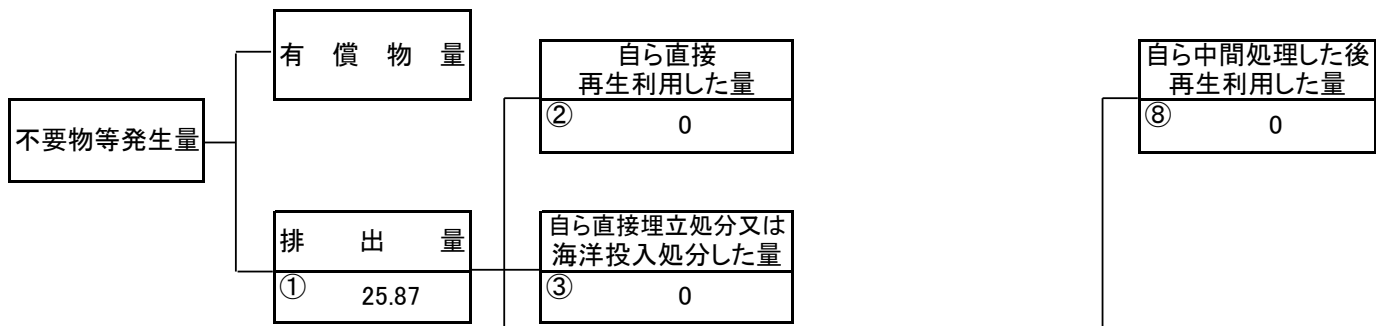 有償物量
自ら直接
再生利用した量
② 0
自ら中間処理した後
再生利用した量
⑧ 0
不要物等発生量
排出量
① 25.87
自ら直接埋立処分又は
海洋投入処分した量
③ 0